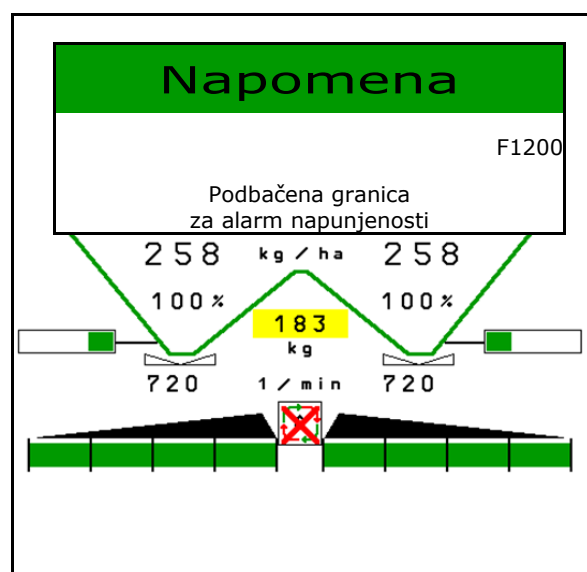 Napomena
F1200
Podbačena granica
za alarm napunjenosti
258 kg/ha 258
100% 100%
183
kg
720 1/min 720